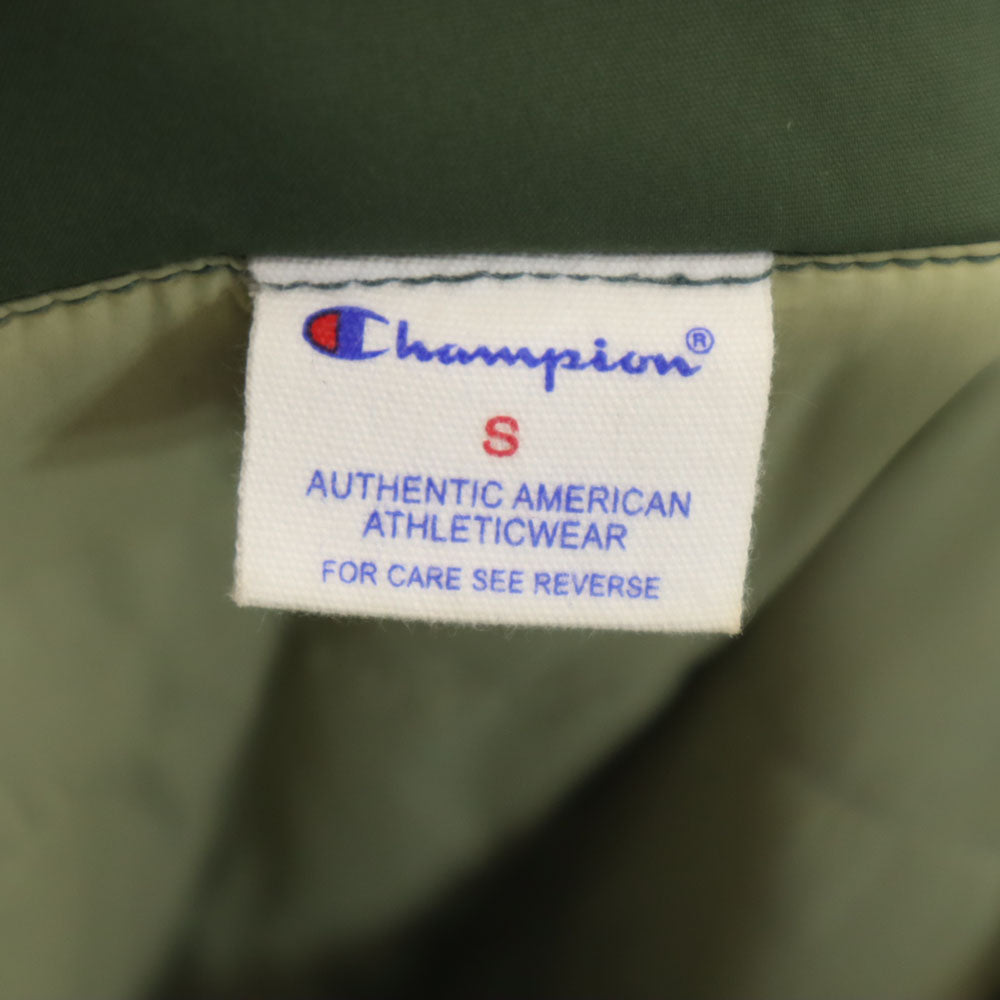 Champion®
S
AUTHENTIC AMERICAN
ATHLETICWEAR
FOR CARE SEE REVERSE